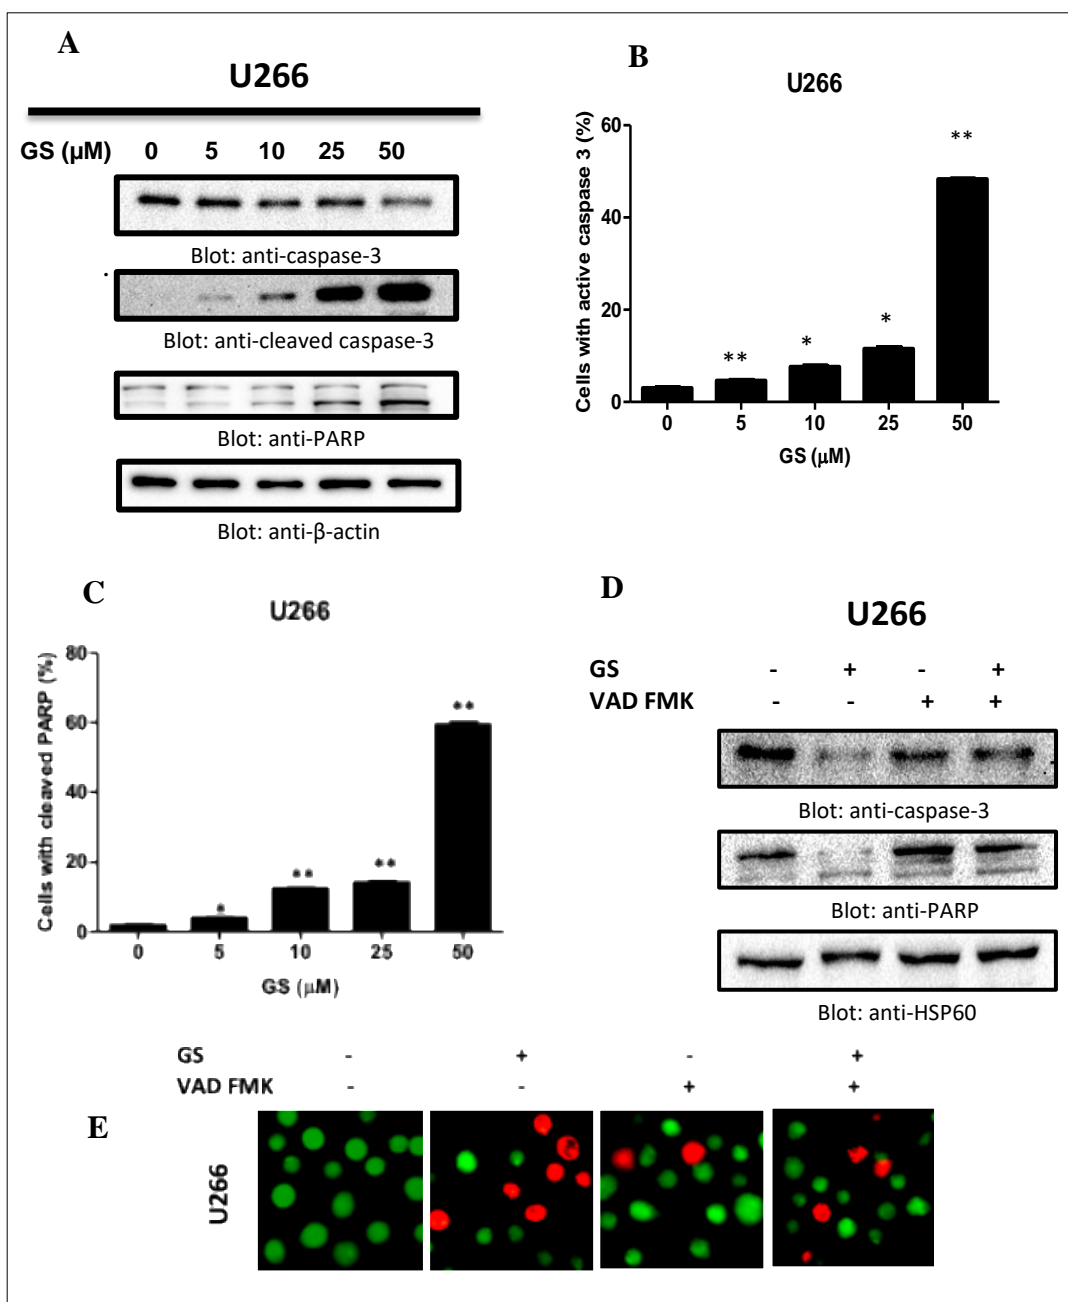 A
U266
GS (µM) 0 5 10 25 50
Blot: anti-caspase-3
Blot: anti-cleaved caspase-3
Blot: anti-PARP
Blot: anti-β-actin
B
U266
Cells with active caspase 3 (%)
60
40
20
0
** * * **
0 5 10 25 50
GS (µM)
C
U266
Cells with cleaved PARP (%)
80
60
40
20
0
* ** ** **
0 5 10 25 50
GS (µM)
D
U266
GS - + - +
VAD FMK - - + +
Blot: anti-caspase-3
Blot: anti-PARP
Blot: anti-HSP60
GS - + - +
VAD FMK - - + +
E
U266